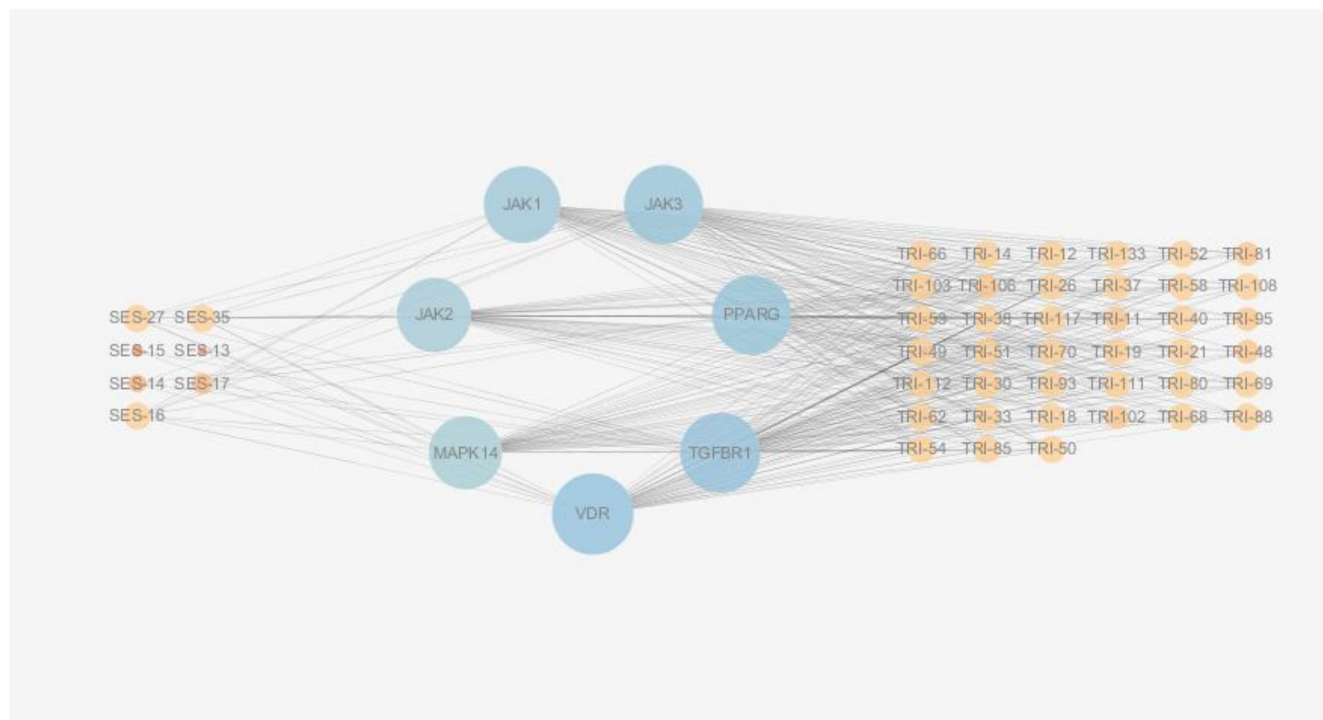 JAK1 JAK3
TRI-66 TRI-14 TRI-12 TRI-133 TRI-52 TRI-81
TRI-103 TRI-106 TRI-26 TRI-37 TRI-58 TRI-108
SES-27 SES-35 JAK2 PPARG TRI-53 TRI-38 TRI-117 TRI-11 TRI-40 TRI-95
SES-15 SES-13 TRI-49 TRI-51 TRI-70 TRI-19 TRI-21 TRI-48
SES-14 SES-17 TRI-112 TRI-30 TRI-93 TRI-111 TRI-80 TRI-69
SES-16 TRI-62 TRI-33 TRI-18 TRI-102 TRI-68 TRI-88
MAPK14 TGFBR1 TRI-54 TRI-85 TRI-50
VDR